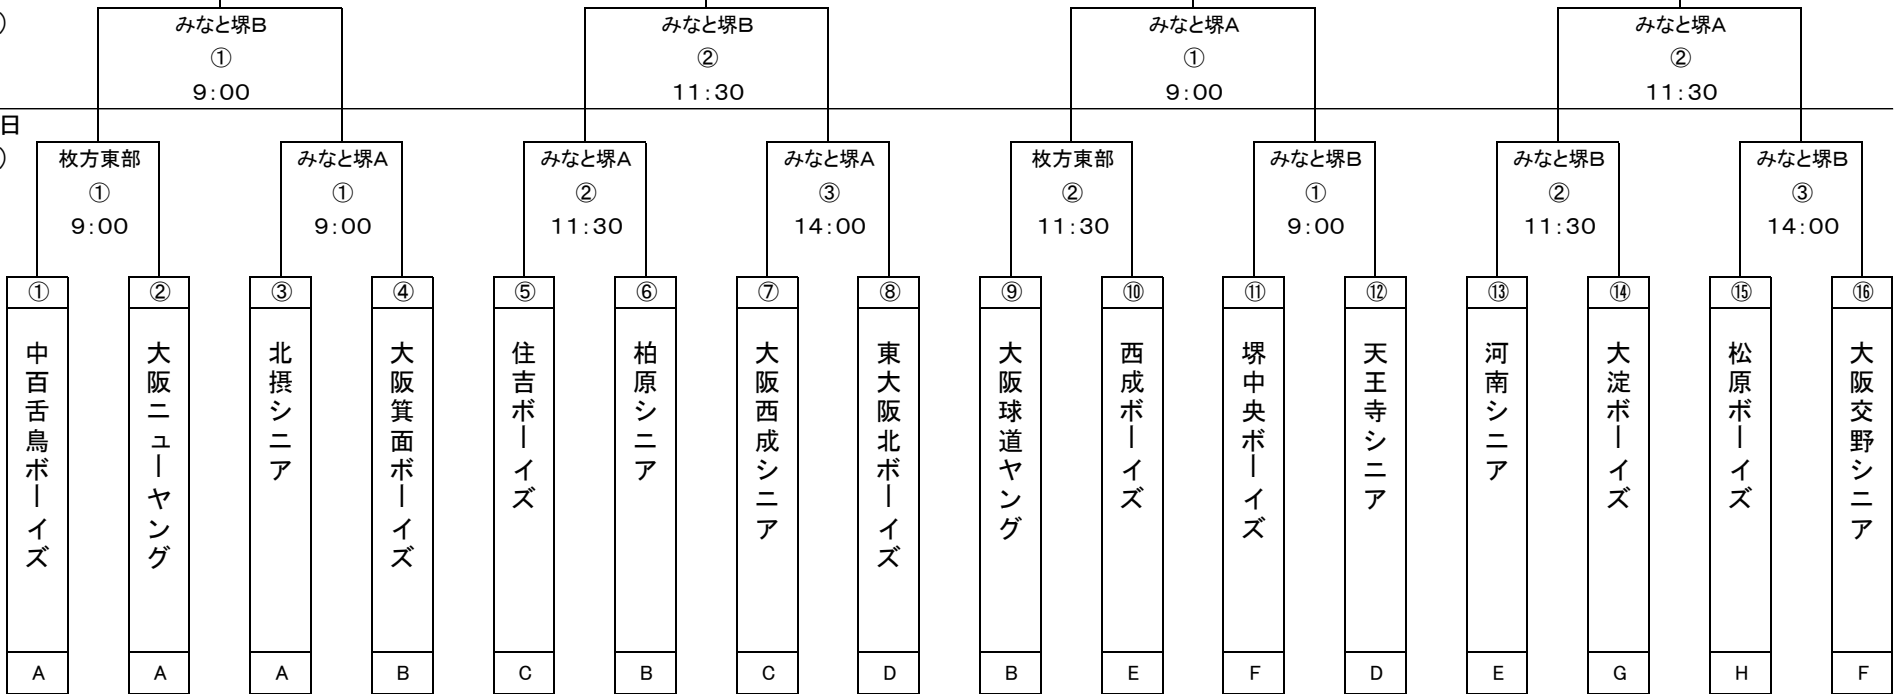 )
みなと堺B
①
9:00
みなと堺B
②
11:30
みなと堺A
①
9:00
みなと堺A
②
11:30
日
)
枚方東部
①
9:00
みなと堺A
①
9:00
みなと堺A
②
11:30
みなと堺A
③
14:00
枚方東部
②
11:30
みなと堺B
①
9:00
みなと堺B
②
11:30
みなと堺B
③
14:00
①
中百舌鳥ボーイズ
A
②
大阪ニューヤング
A
③
北摂シニア
A
④
大阪箕面ボーイズ
B
⑤
住吉ボーイズ
C
⑥
柏原シニア
B
⑦
大阪西成シニア
C
⑧
東大阪北ボーイズ
D
⑨
大阪球道ヤング
B
⑩
西成ボーイズ
E
⑪
堺中央ボーイズ
F
⑫
天王寺シニア
D
⑬
河南シニア
E
⑭
大淀ボーイズ
G
⑮
松原ボーイズ
H
⑯
大阪交野シニア
F